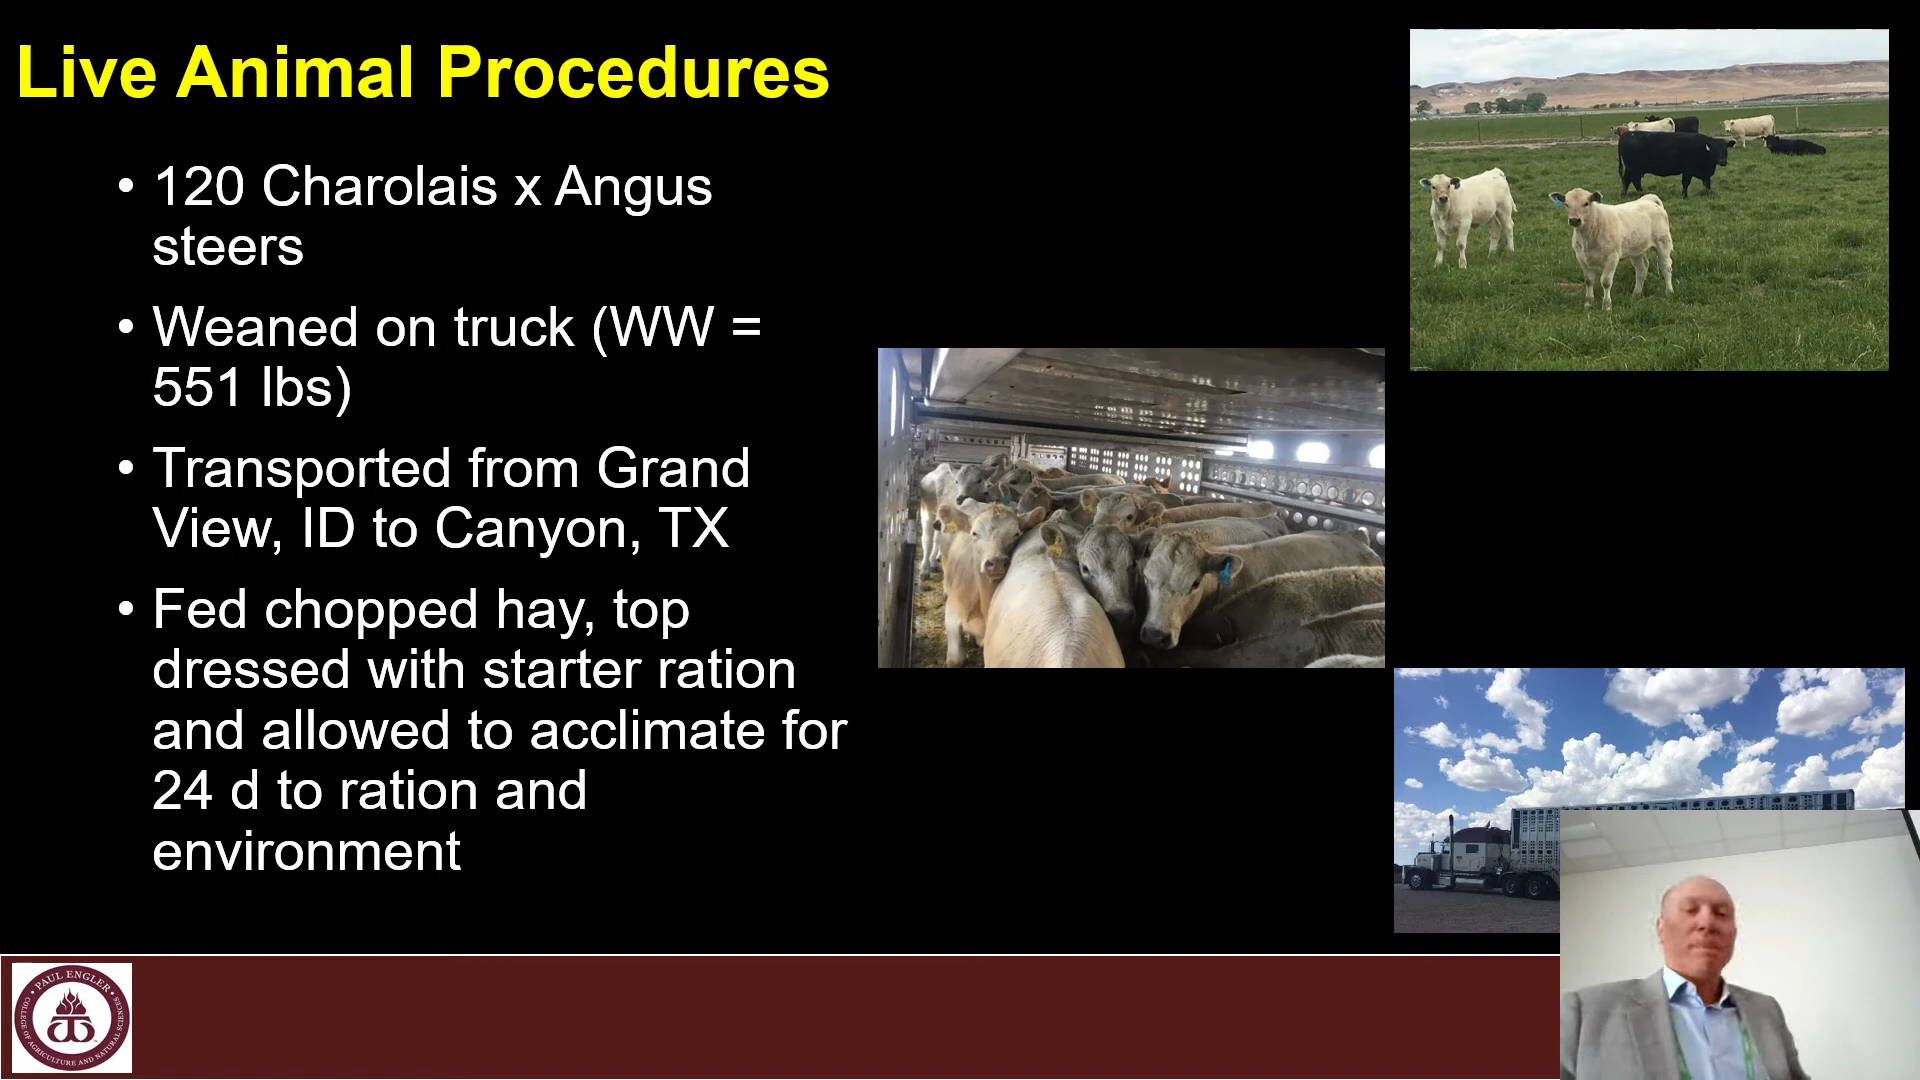 Live Animal Procedures
• 120 Charolais x Angus
steers
• Weaned on truck (WW =
551 lbs)
• Transported from Grand
View, ID to Canyon, TX
• Fed chopped hay, top
dressed with starter ration
and allowed to acclimate for
24 d to ration and
environment
PAUL ENGLER
COLLEGE OF AGRICULTURE AND NATURAL SCIENCES